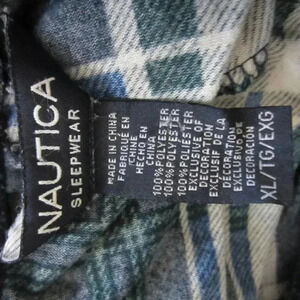 NAUTICA
SLEEPWEAR
MADE IN CHINA
FABRIQUE EN
CHINE
HECHO EN
CHINA
100% POLYESTER
100% POLYESTER
100% POLIESTER
EXCLUSIVE OF
DECORATION
EXCLUSIF DE LA
DÉCORATION
EXCLUSIVO DE
DECORACION
XL/TG/EXG